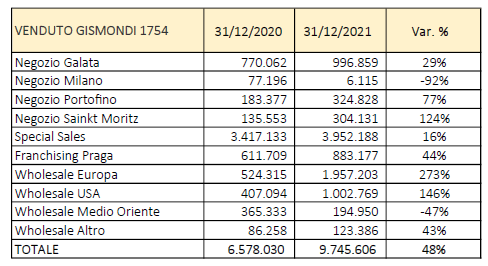 VENDUTO GISMONDI 1754 31/12/2020 31/12/2021 Var. %
Negozio Galata 770.062 996.859 29%
Negozio Milano 77.196 6.115 -92%
Negozio Portofino 183.377 324.828 77%
Negozio Sainkt Moritz 135.553 304.131 124%
Special Sales 3.417.133 3.952.188 16%
Franchising Praga 611.709 883.177 44%
Wholesale Europa 524.315 1.957.203 273%
Wholesale USA 407.094 1.002.769 146%
Wholesale Medio Oriente 365.333 194.950 -47%
Wholesale Altro 86.258 123.386 43%
TOTALE 6.578.030 9.745.606 48%